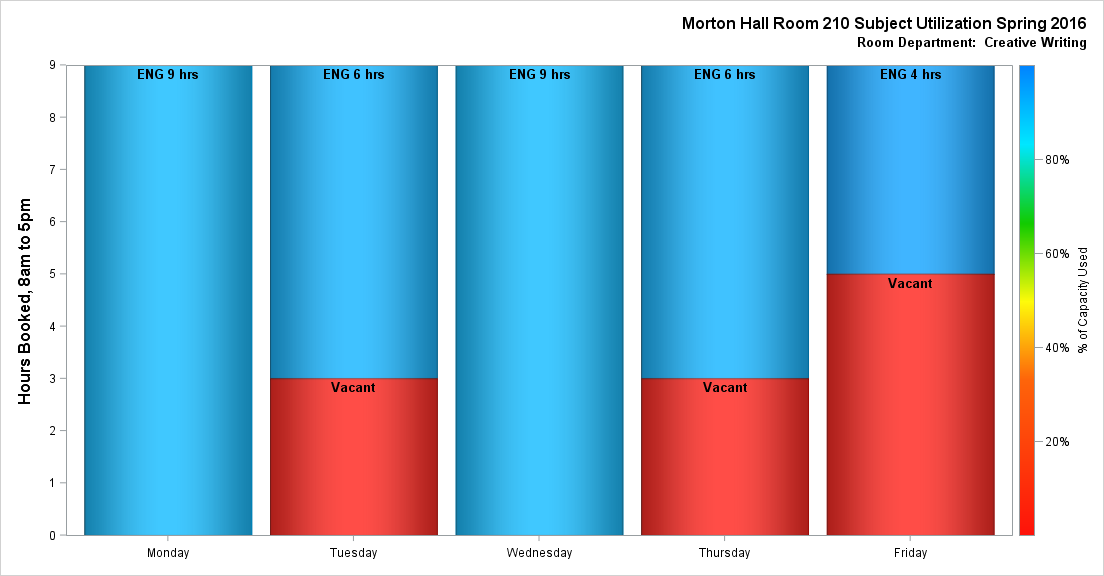 Morton Hall Room 210 Subject Utilization Spring 2016
Room Department: Creative Writing
Hours Booked, 8am to 5pm
9
8
7
6
5
4
3
2
1
0
ENG 9 hrs
ENG 6 hrs
ENG 9 hrs
ENG 6 hrs
ENG 4 hrs
Vacant
Vacant
Vacant
Monday
Tuesday
Wednesday
Thursday
Friday
80%
60%
40%
20%
% of Capacity Used